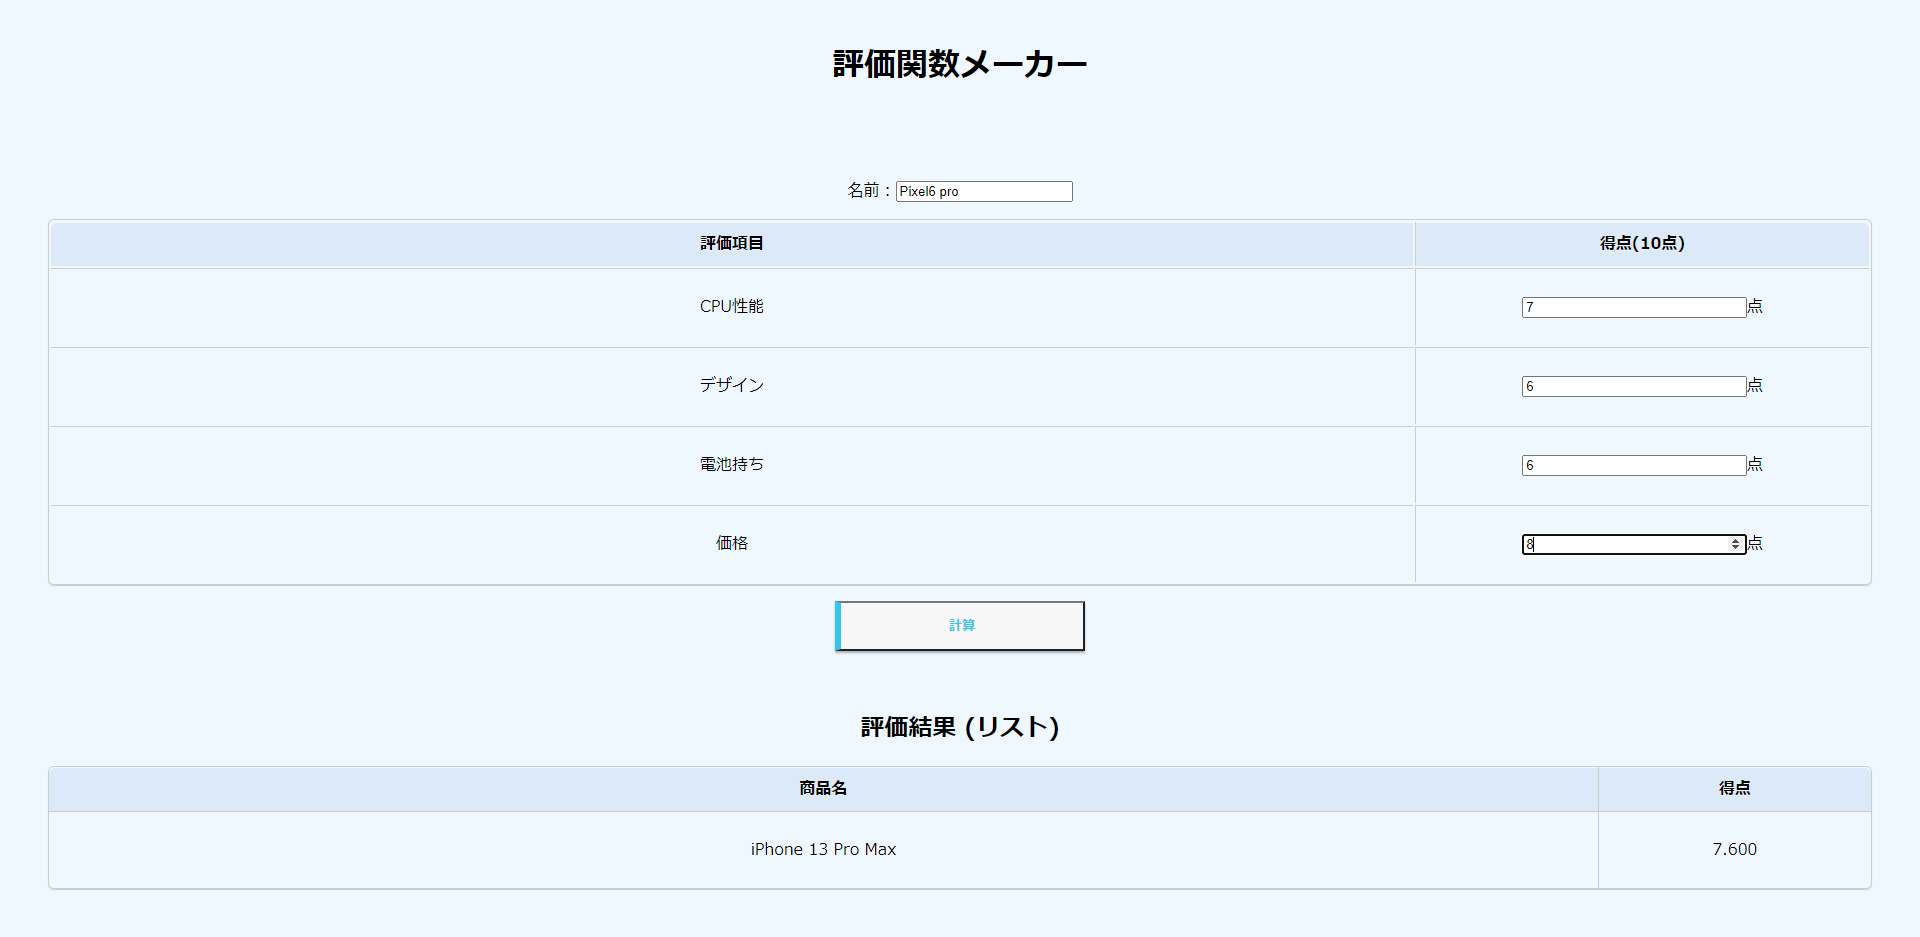 評価関数メーカー
名前：Pixel6 pro
評価項目 得点(10点)
CPU性能 7点
デザイン 6点
電池持ち 6点
価格 8点
計算
評価結果 (リスト)
商品名 得点
iPhone 13 Pro Max 7.600